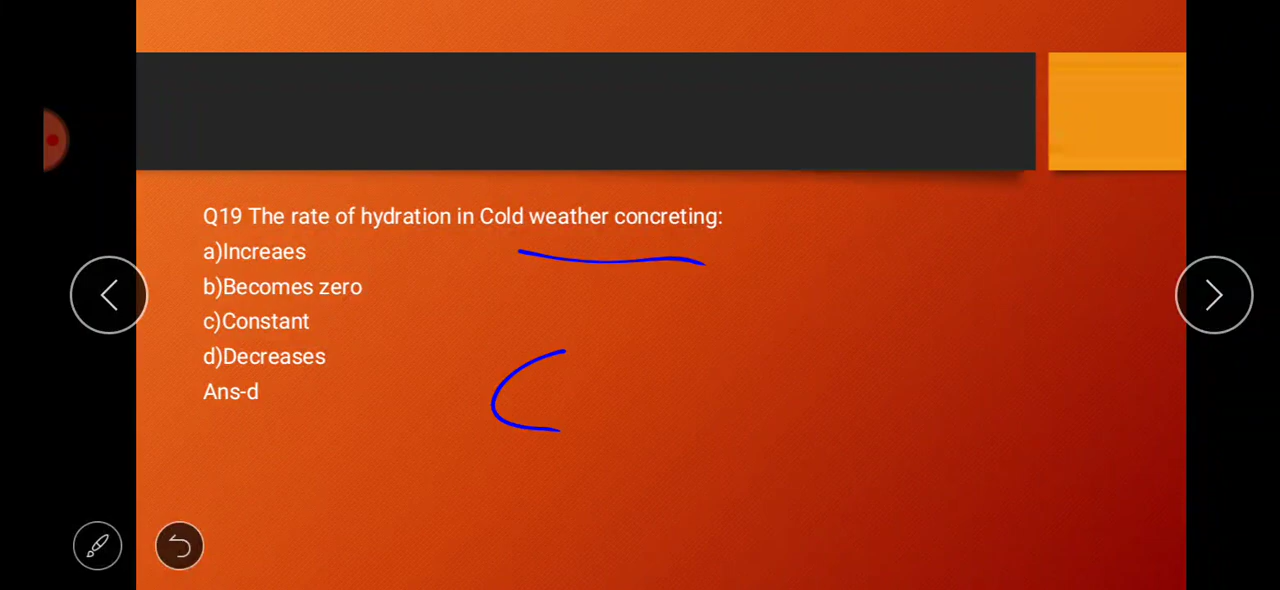 Q19 The rate of hydration in Cold weather concreting:
a)Increaes
b)Becomes zero
c)Constant
d)Decreases
Ans-d